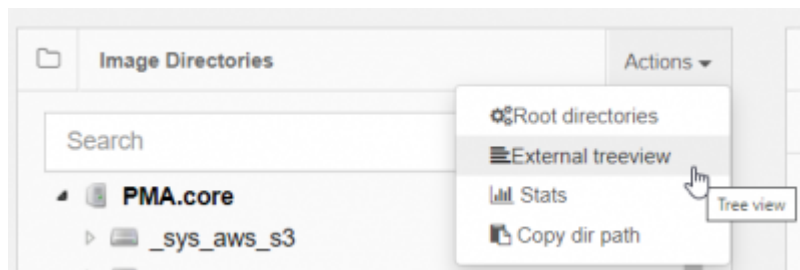 Image Directories Actions
Search
Root directories
External treeview
Tree view
Stats
Copy dir path
PMA.core
_sys_aws_s3